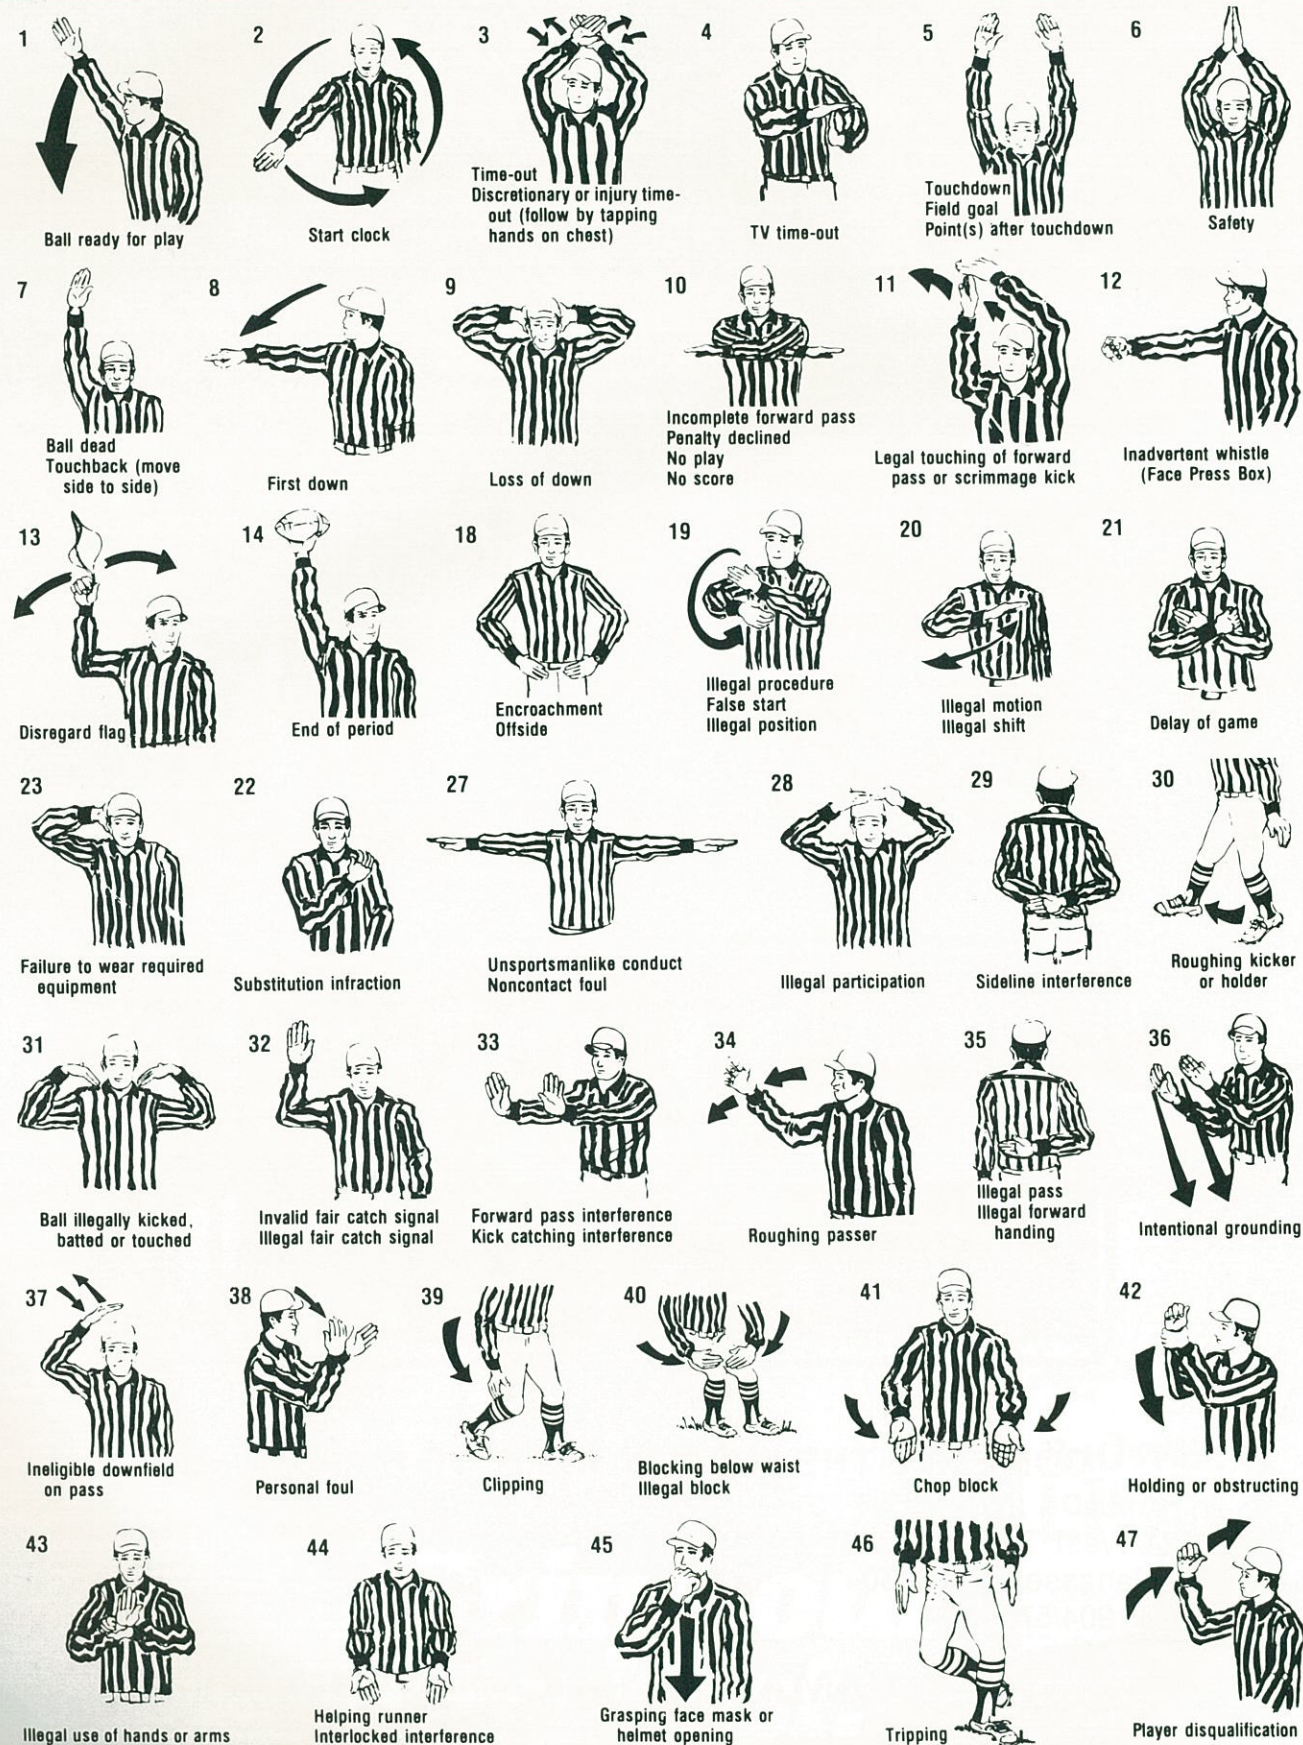 1
Ball ready for play
2
Start clock
3
Time-out
Discretionary or injury time-
out (follow by tapping
hands on chest)
4
TV time-out
5
Touchdown
Field goal
Point(s) after touchdown
6
Safety
7
Ball dead
Touchback (move
side to side)
8
First down
9
Loss of down
10
Incomplete forward pass
Penalty declined
No play
No score
11
Legal touching of forward
pass or scrimmage kick
12
Inadvertent whistle
(Face Press Box)
13
Disregard flag
14
End of period
18
Encroachment
Offside
19
Illegal procedure
False start
Illegal position
20
Illegal motion
Illegal shift
21
Delay of game
23
Failure to wear required
equipment
22
Substitution infraction
27
Unsportsmanlike conduct
Noncontact foul
28
Illegal participation
29
Sideline interference
30
Roughing kicker
or holder
31
Ball illegally kicked,
batted or touched
32
Invalid fair catch signal
Illegal fair catch signal
33
Forward pass interference
Kick catching interference
34
Roughing passer
35
Illegal pass
Illegal forward
handing
36
Intentional grounding
37
Ineligible downfield
on pass
38
Personal foul
39
Clipping
40
Blocking below waist
Illegal block
41
Chop block
42
Holding or obstructing
43
Illegal use of hands or arms
44
Helping runner
Interlocked interference
45
Grasping face mask or
helmet opening
46
Tripping
47
Player disqualification